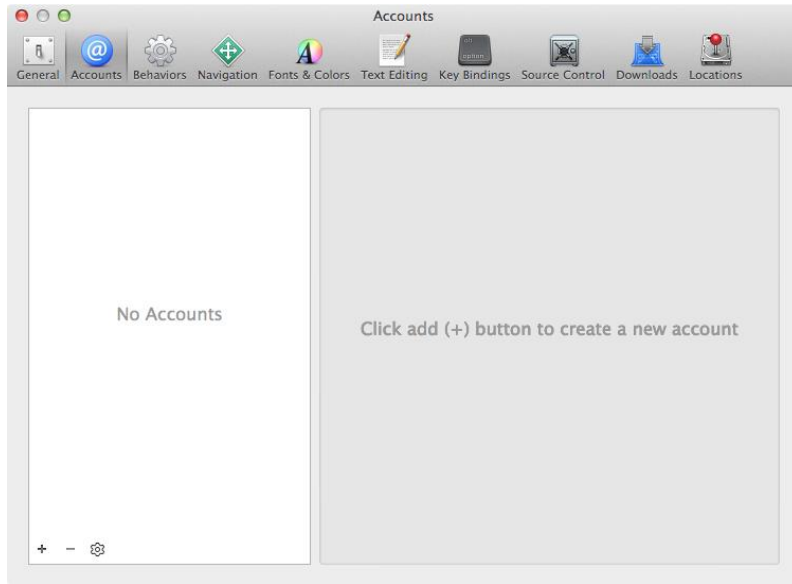 Accounts
General Accounts Behaviors Navigation Fonts & Colors Text Editing Key Bindings Source Control Downloads Locations
No Accounts
Click add (+) button to create a new account